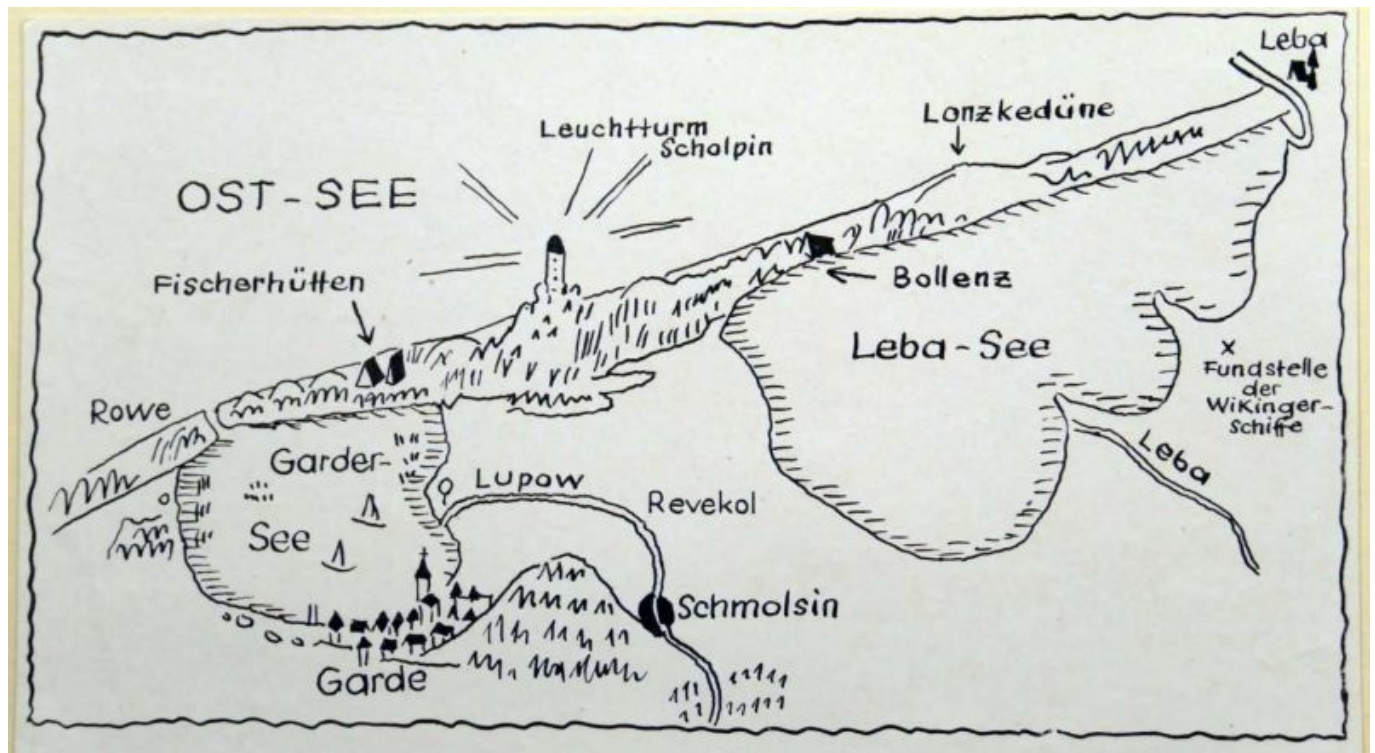 Leba
Lonzkedüne
Leuchtturm
Scholpin
OST-SEE
Fischerhütten
Bollenz
Leba-See
x
Fundstelle
der
Wikinger-
schiffe
Rowe
Garder-
See
Lupow
Revekol
Leba
Schmolsin
Garde